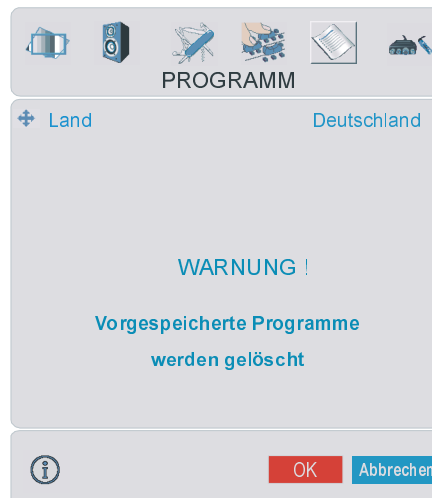 PROGRAMM
Land Deutschland
WARNUNG !
Vorgespeicherte Programme
werden gelöscht
OK Abbrechen